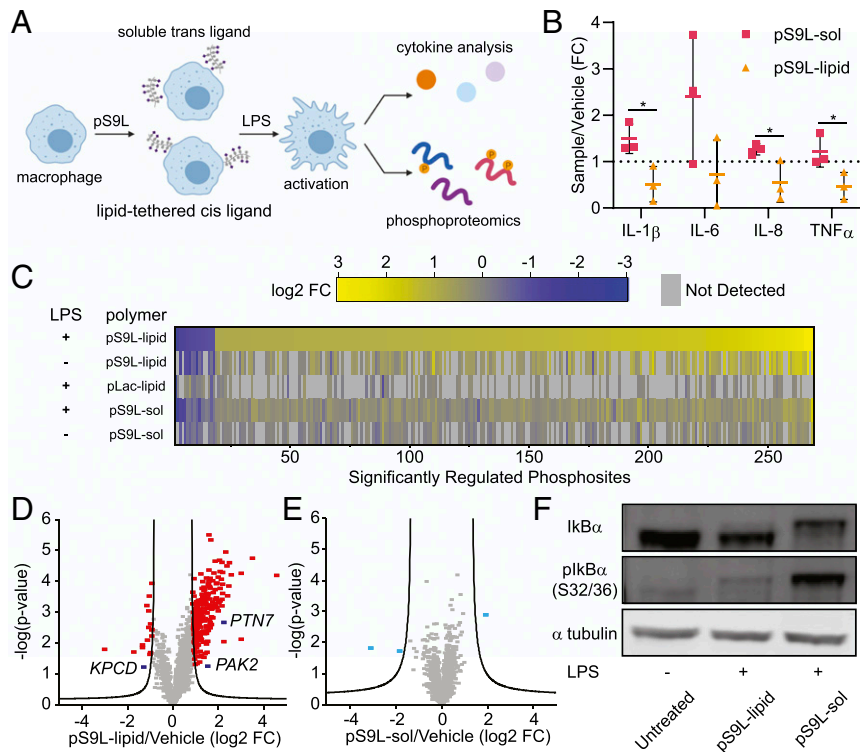 A
soluble trans ligand
cytokine analysis
pS9L
LPS
macrophage
activation
lipid-tethered cis ligand
P
P
P
phosphoproteomics
B
Sample/Vehicle (FC)
4
3
2
1
0
pS9L-sol
pS9L-lipid
*
*
*
IL-1β
IL-6
IL-8
TNFα
C
3 2 1 0 -1 -2 -3
log2 FC
Not Detected
LPS polymer
+ pS9L-lipid
- pS9L-lipid
+ pLac-lipid
+ pS9L-sol
- pS9L-sol
50 100 150 200 250
Significantly Regulated Phosphosites
D
-log(p-value)
6
5
4
3
2
1
0
PTN7
KPCD
PAK2
-4 -2 0 2 4
pS9L-lipid/Vehicle (log2 FC)
E
-log(p-value)
6
5
4
3
2
1
0
-4 -2 0 2 4
pS9L-sol/Vehicle (log2 FC)
F
IkBα
pIkBα
(S32/36)
α tubulin
LPS - + +
Untreated
pS9L-lipid
pS9L-sol